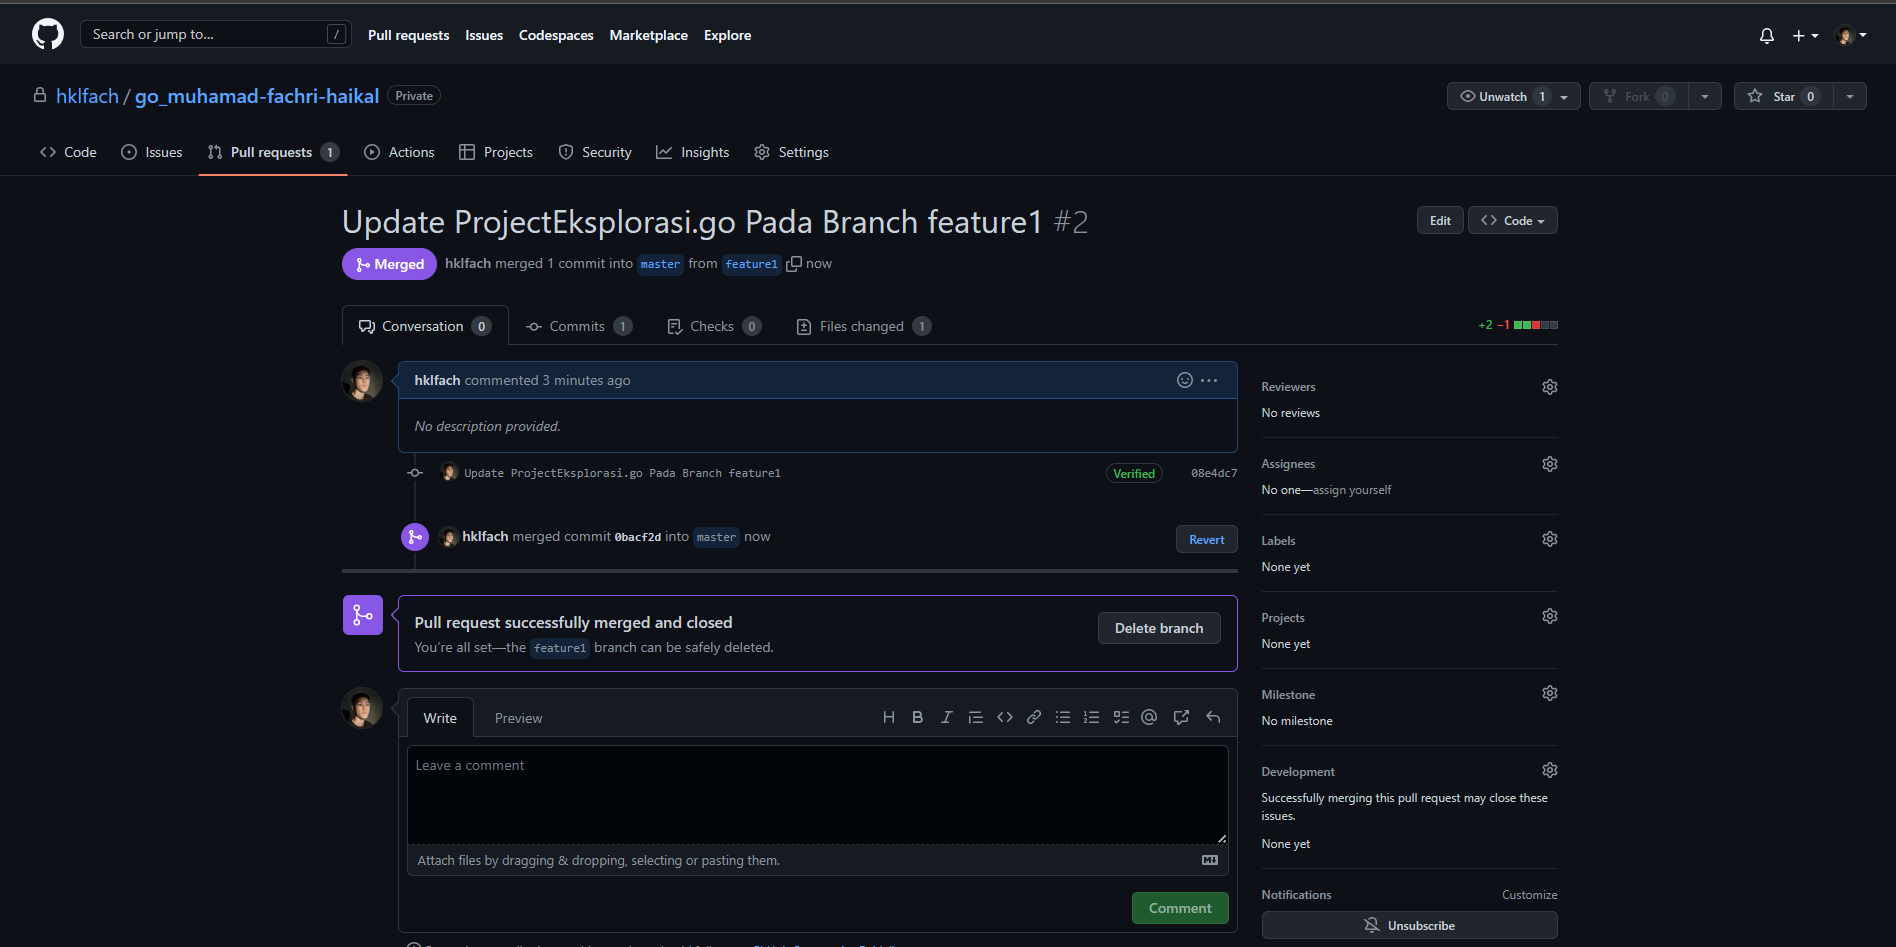 Search or jump to... /
Pull requests Issues Codespaces Marketplace Explore
hklfach / go_muhamad-fachri-haikal Private
Unwatch 1 Fork 0 Star 0
Code Issues Pull requests 1 Actions Projects Security Insights Settings
Update ProjectEksplorasi.go Pada Branch feature1 #2
Edit Code
Merged hklfach merged 1 commit into master from feature1 now
Conversation 0 Commits 1 Checks 0 Files changed 1
+2 −1
hklfach commented 3 minutes ago
No description provided.
Update ProjectEksplorasi.go Pada Branch feature1 Verified 08e4dc7
hklfach merged commit 0bacf2d into master now Revert
Pull request successfully merged and closed
You're all set—the feature1 branch can be safely deleted.
Delete branch
Write Preview
Leave a comment
Attach files by dragging & dropping, selecting or pasting them.
Comment
Reviewers
No reviews
Assignees
No one—assign yourself
Labels
None yet
Projects
None yet
Milestone
No milestone
Development
Successfully merging this pull request may close these
issues.
None yet
Notifications Customize
Unsubscribe